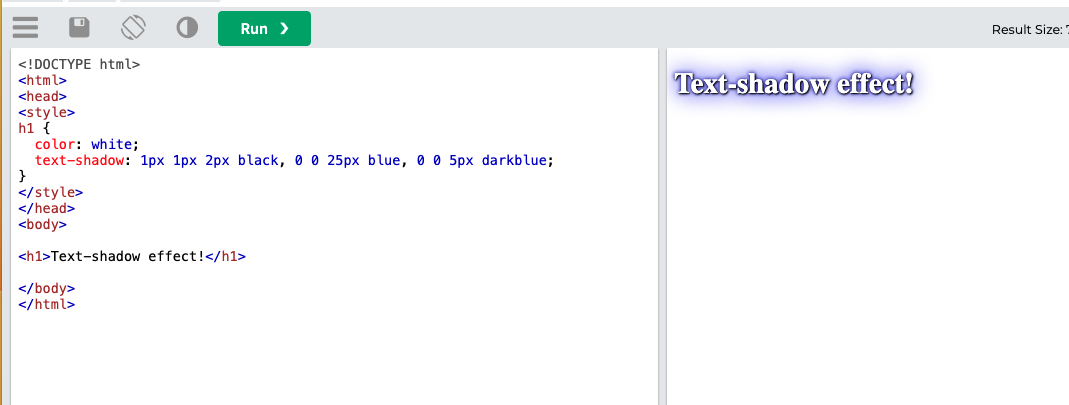 Run ❯
Result Size:
<!DOCTYPE html>
<html>
<head>
<style>
h1 {
  color: white;
  text-shadow: 1px 1px 2px black, 0 0 25px blue, 0 0 5px darkblue;
}
</style>
</head>
<body>
<h1>Text-shadow effect!</h1>
</body>
</html>
Text-shadow effect!